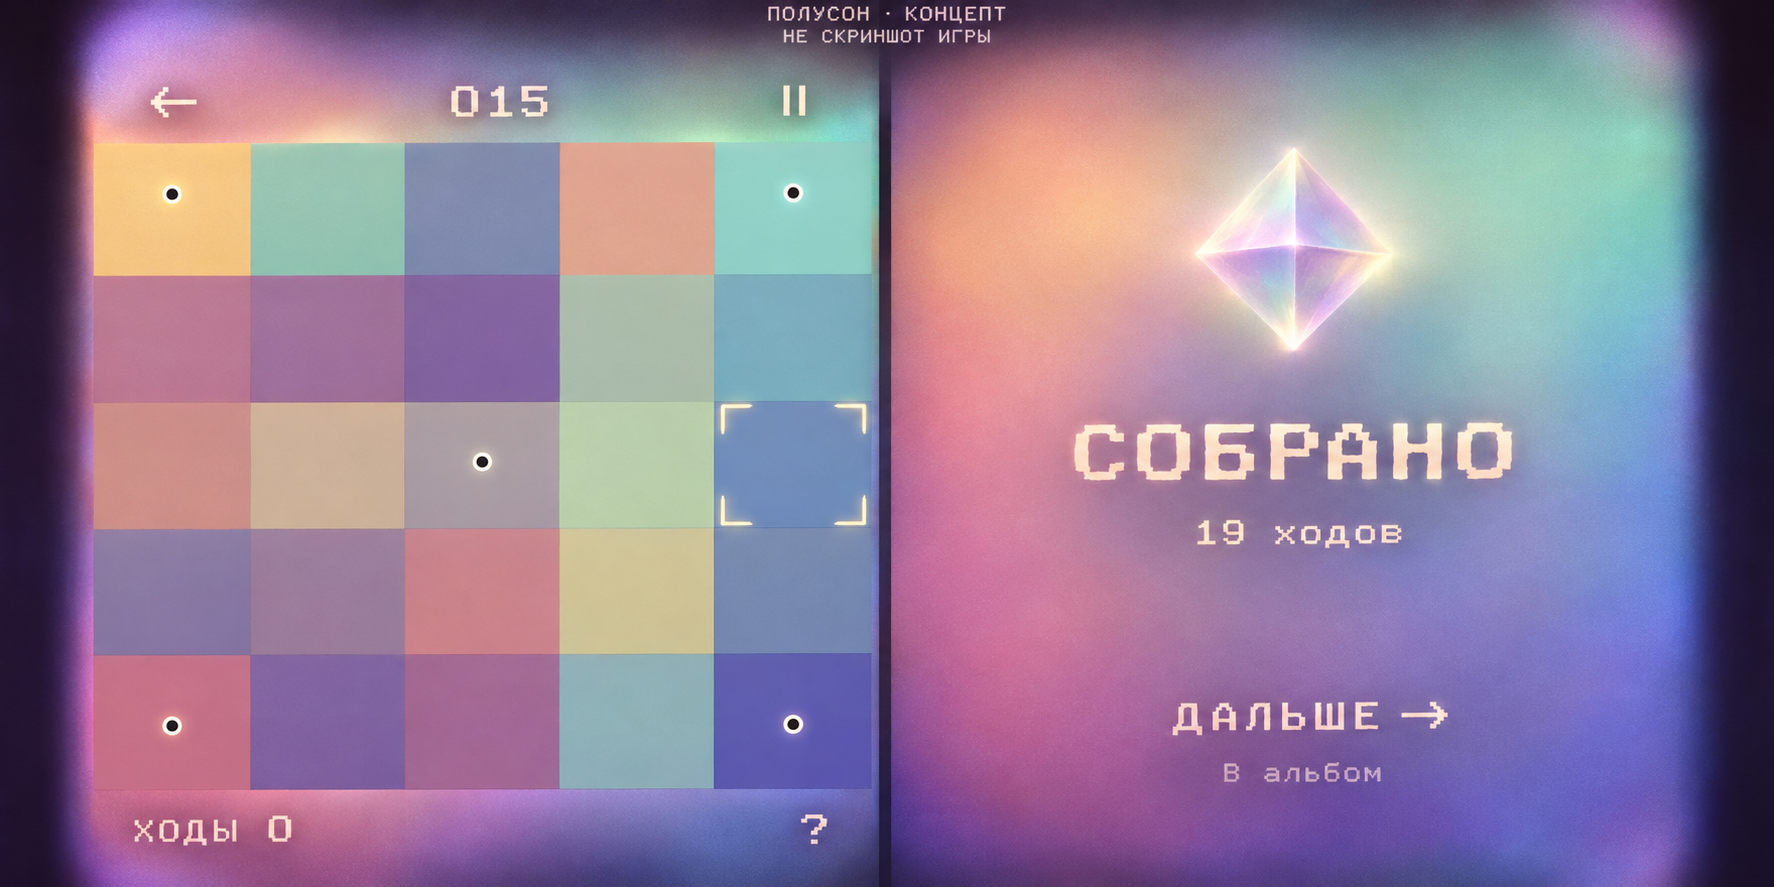 ПОЛУСОН · КОНЦЕПТ
НЕ СКРИНШОТ ИГРЫ
← 015 ||
ходы 0 ?
СОБРАНО
19 ходов
ДАЛЬШЕ →
В альбом